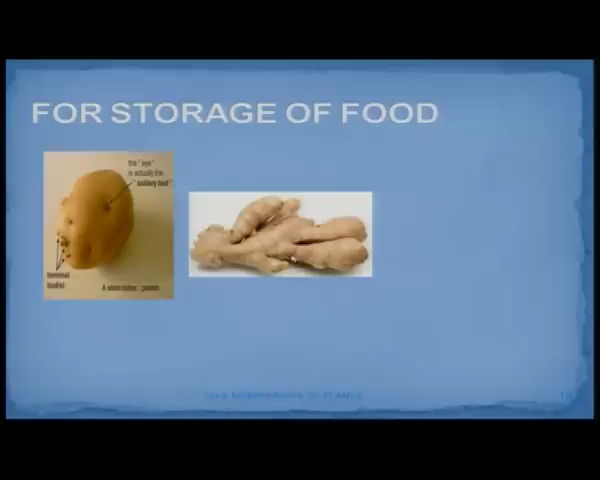 FOR STORAGE OF FOOD
the " eye "
is actually the
" axillary bud "
terminal
bud(s)
A stem tuber / potato